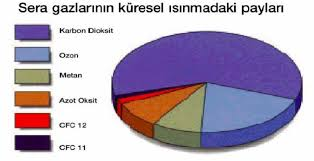 Sera gazlarının küresel ısınmadaki payları
Karbon Dioksit
Ozon
Metan
Azot Oksit
CFC 12
CFC 11